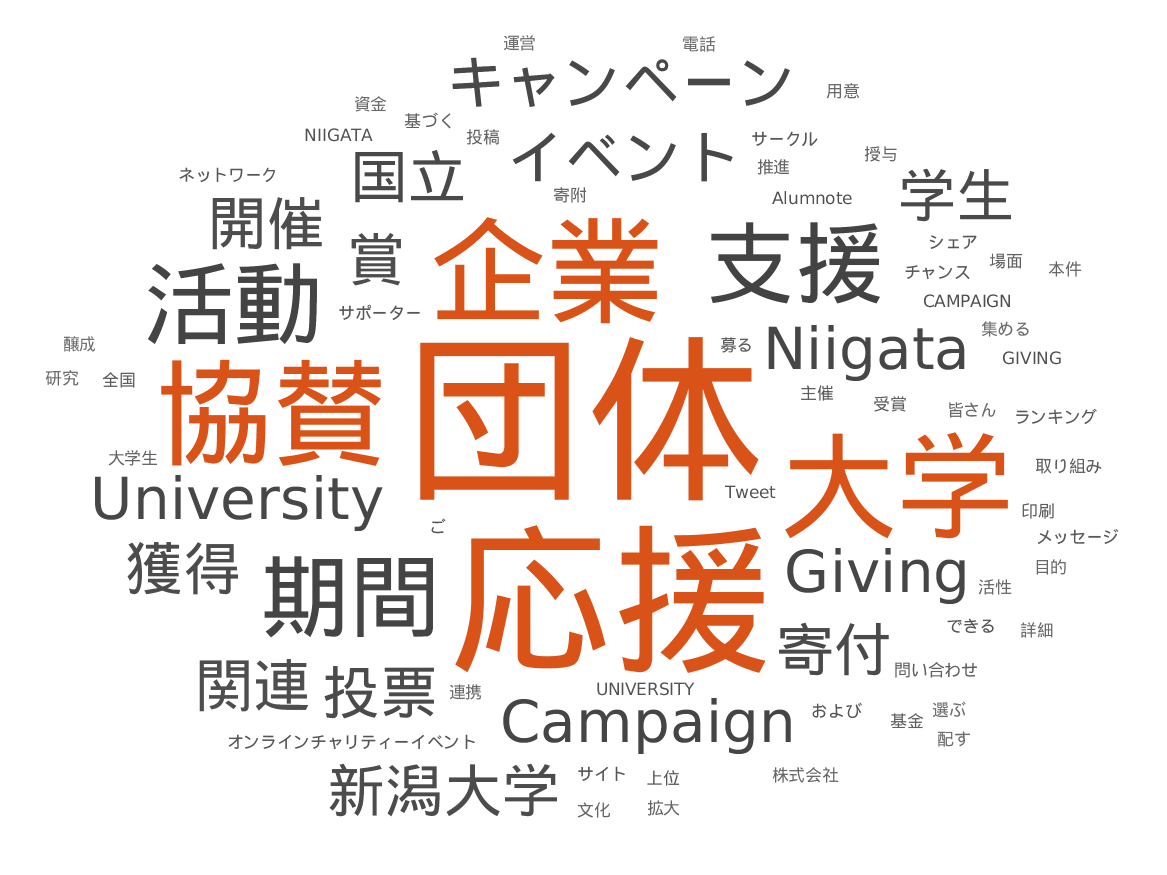 運営
電話
キャンペーン
用意
資金
基づく
NIIGATA
投稿
イベント
サークル
推進
授与
国立
ネットワーク
寄附
Alumnote
学生
開催
賞
企業
支援
シェア
場面
チャンス
本件
活動
サポーター
CAMPAIGN
団体
募る
Niigata
集める
GIVING
醸成
研究
全国
協賛
主催
受賞
皆さん
ランキング
大学生
大学
取り組み
University
Tweet
印刷
ご
メッセージ
応援
獲得
期間
Giving
活性
目的
できる
詳細
寄付
問い合わせ
関連
投票
連携
UNIVERSITY
Campaign
および
基金
選ぶ
配す
オンラインチャリティーイベント
新潟大学
サイト
上位
株式会社
文化
拡大